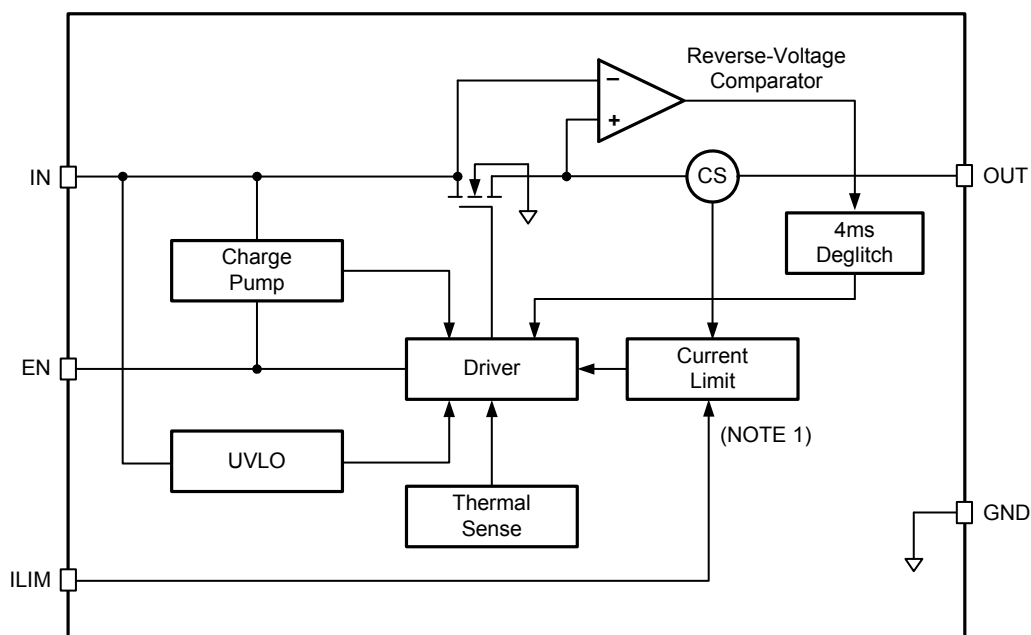 Reverse-Voltage
Comparator
−
+
IN
CS
OUT
Charge
Pump
4ms
Deglitch
EN
Driver
Current
Limit
(NOTE 1)
UVLO
Thermal
Sense
GND
ILIM